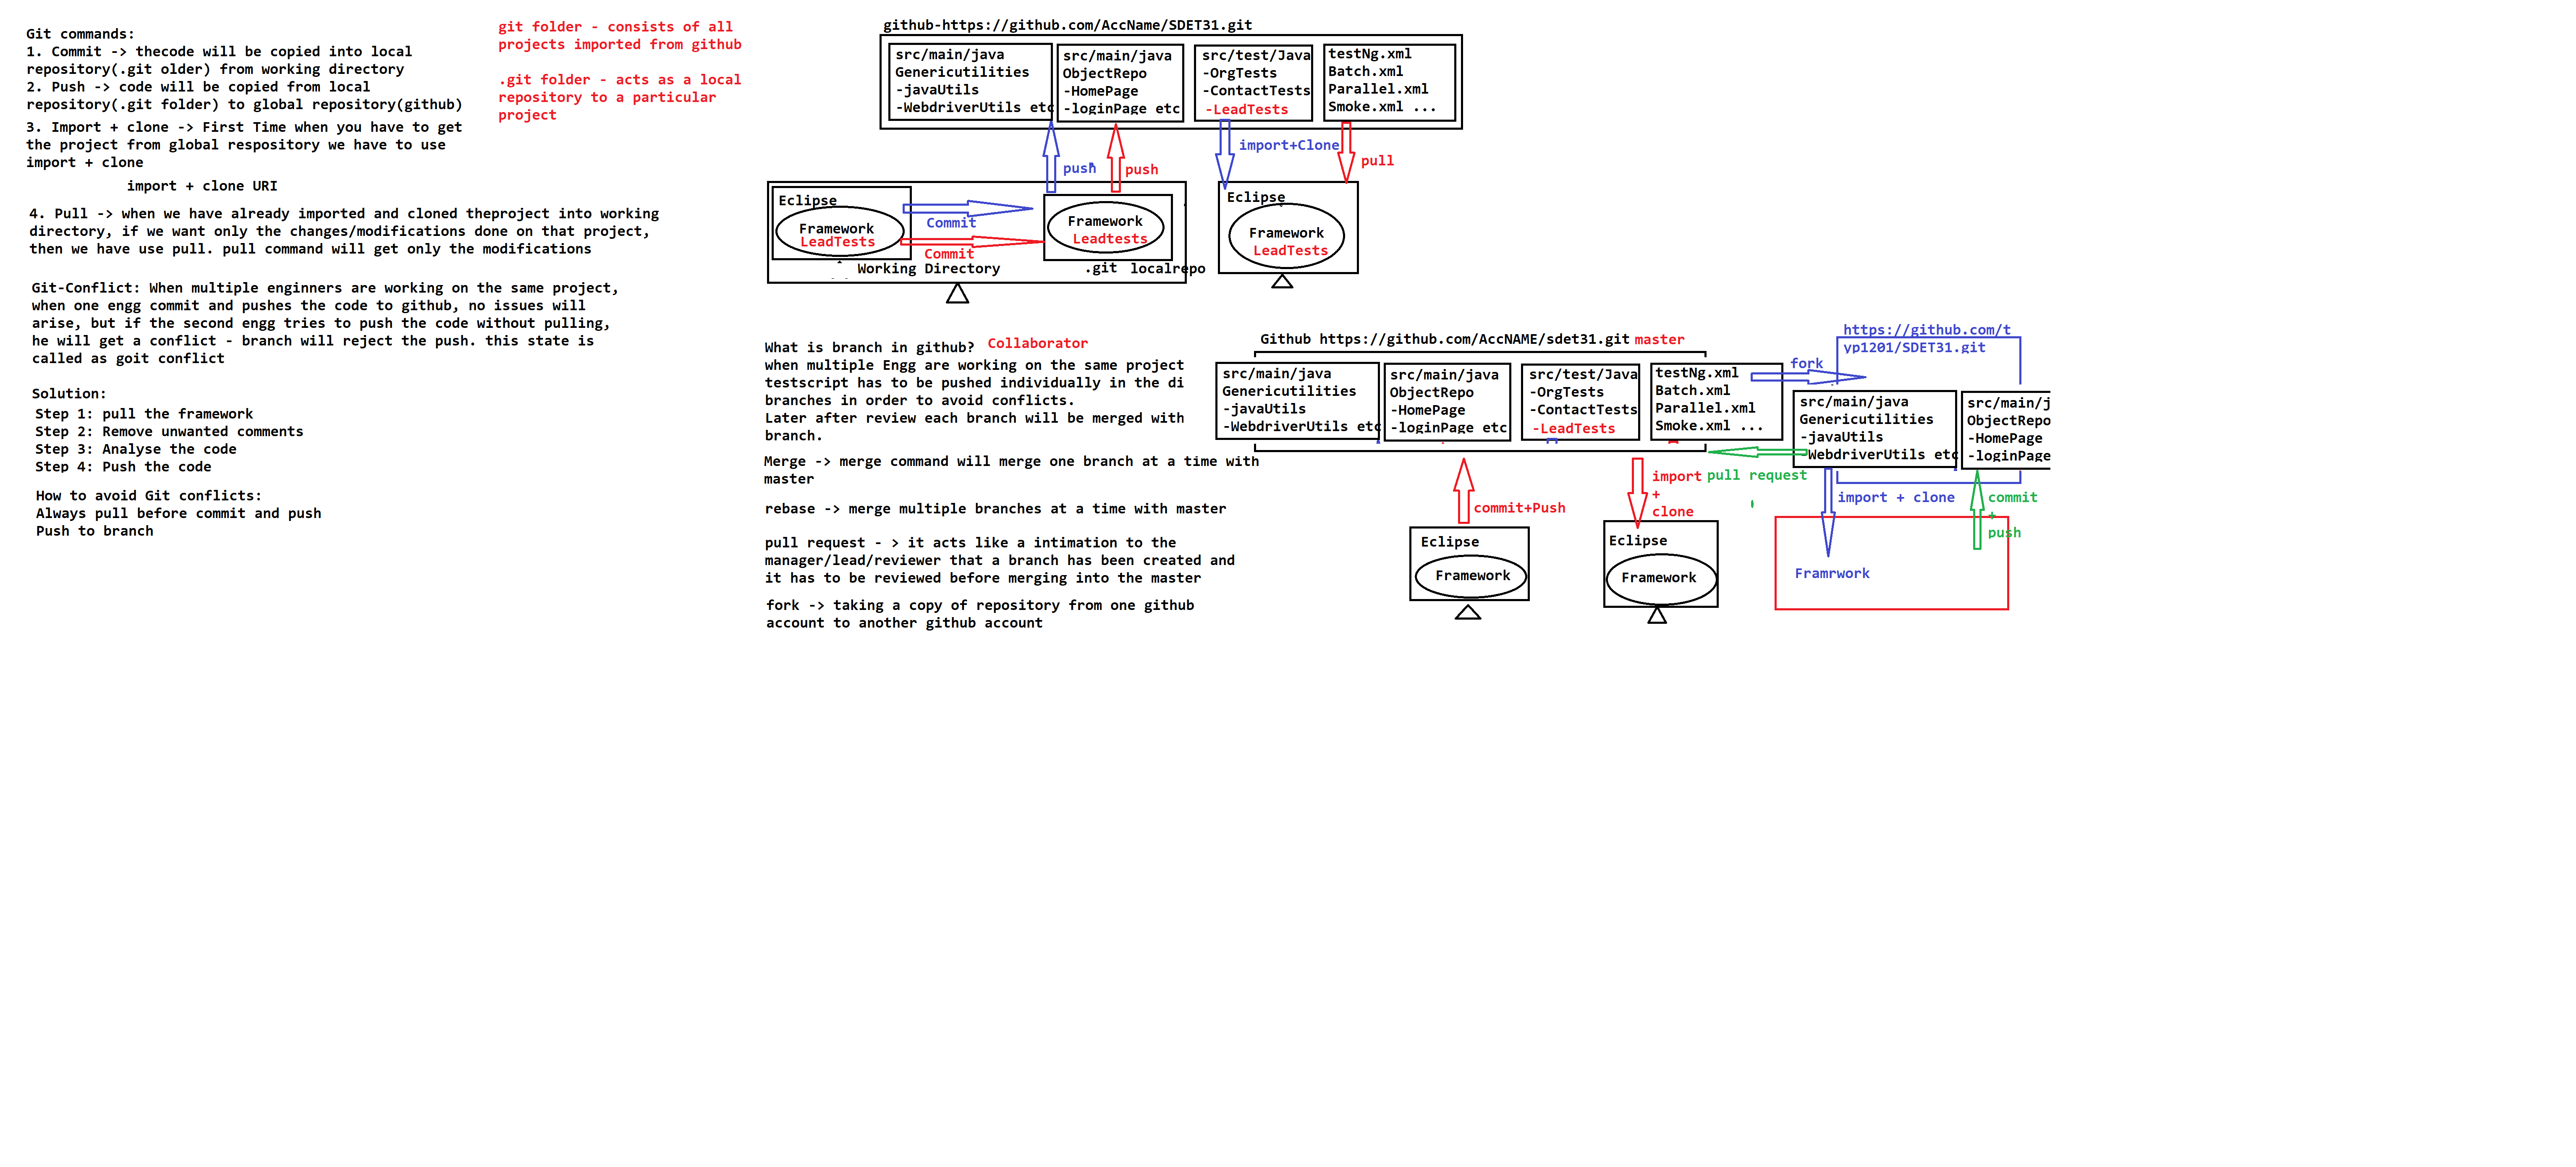 Git commands:
1. Commit -> thecode will be copied into local
repository(.git older) from working directory
2. Push -> code will be copied from local
repository(.git folder) to global repository(github)
3. Import + clone -> First Time when you have to get
the project from global respository we have to use
import + clone
import + clone URI
4. Pull -> when we have already imported and cloned theproject into working
directory, if we want only the changes/modifications done on that project,
then we have use pull. pull command will get only the modifications
Git-Conflict: When multiple enginners are working on the same project,
when one engg commit and pushes the code to github, no issues will
arise, but if the second engg tries to push the code without pulling,
he will get a conflict - branch will reject the push. this state is
called as goit conflict
Solution:
Step 1: pull the framework
Step 2: Remove unwanted comments
Step 3: Analyse the code
Step 4: Push the code
How to avoid Git conflicts:
Always pull before commit and push
Push to branch
git folder - consists of all
projects imported from github
.git folder - acts as a local
repository to a particular
project
github-https://github.com/AccName/SDET31.git
src/main/java
Genericutilities
-javaUtils
-WebdriverUtils etc
src/main/java
ObjectRepo
-HomePage
-loginPage etc
src/test/Java
-OrgTests
-ContactTests
-LeadTests
testNg.xml
Batch.xml
Parallel.xml
Smoke.xml ...
push
push
import+Clone
pull
Eclipse
Framework
LeadTests
Commit
Commit
Framework
Leadtests
Working Directory
.git localrepo
Eclipse
Framework
LeadTests
What is branch in github?
Collaborator
when multiple Engg are working on the same project
testscript has to be pushed individually in the di
branches in order to avoid conflicts.
Later after review each branch will be merged with
branch.
Merge -> merge command will merge one branch at a time with
master
rebase -> merge multiple branches at a time with master
pull request - > it acts like a intimation to the
manager/lead/reviewer that a branch has been created and
it has to be reviewed before merging into the master
fork -> taking a copy of repository from one github
account to another github account
Github https://github.com/AccNAME/sdet31.git master
src/main/java
Genericutilities
-javaUtils
-WebdriverUtils etc
src/main/java
ObjectRepo
-HomePage
-loginPage etc
src/test/Java
-OrgTests
-ContactTests
-LeadTests
testNg.xml
Batch.xml
Parallel.xml
Smoke.xml ...
fork
https://github.com/t
yp1201/SDET31.git
src/main/java
Genericutilities
-javaUtils
-WebdriverUtils etc
src/main/j
ObjectRepo
-HomePage
-loginPage
commit+Push
import
+
clone
pull request
import + clone
commit
+
push
Eclipse
Framework
Eclipse
Framework
Framrwork